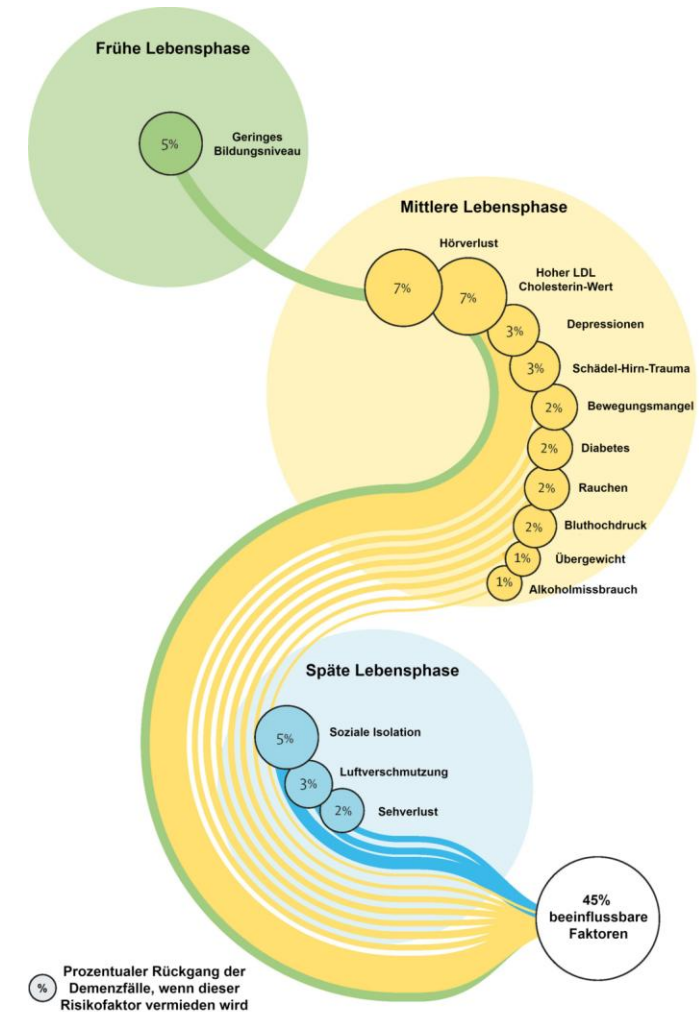 Frühe Lebensphase
5%
Geringes
Bildungsniveau
Mittlere Lebensphase
Hörverlust
7%
7%
Hoher LDL
Cholesterin-Wert
3%
Depressionen
3%
Schädel-Hirn-Trauma
2%
Bewegungsmangel
2%
Diabetes
2%
Rauchen
2%
Bluthochdruck
1%
Übergewicht
1%
Alkoholmissbrauch
Späte Lebensphase
5%
Soziale Isolation
3%
Luftverschmutzung
2%
Sehverlust
45%
beeinflussbare
Faktoren
%
Prozentualer Rückgang der
Demenzfälle, wenn dieser
Risikofaktor vermieden wird